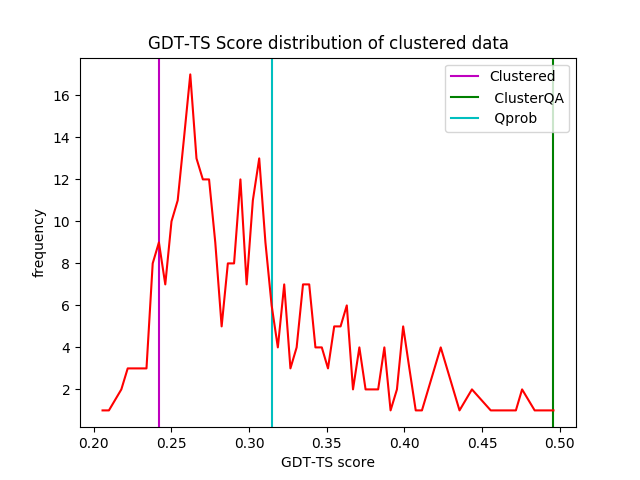 GDT-TS Score distribution of clustered data
Clustered
ClusterQA
Qprob
16
14
12
10
8
6
4
2
frequency
0.20 0.25 0.30 0.35 0.40 0.45 0.50
GDT-TS score